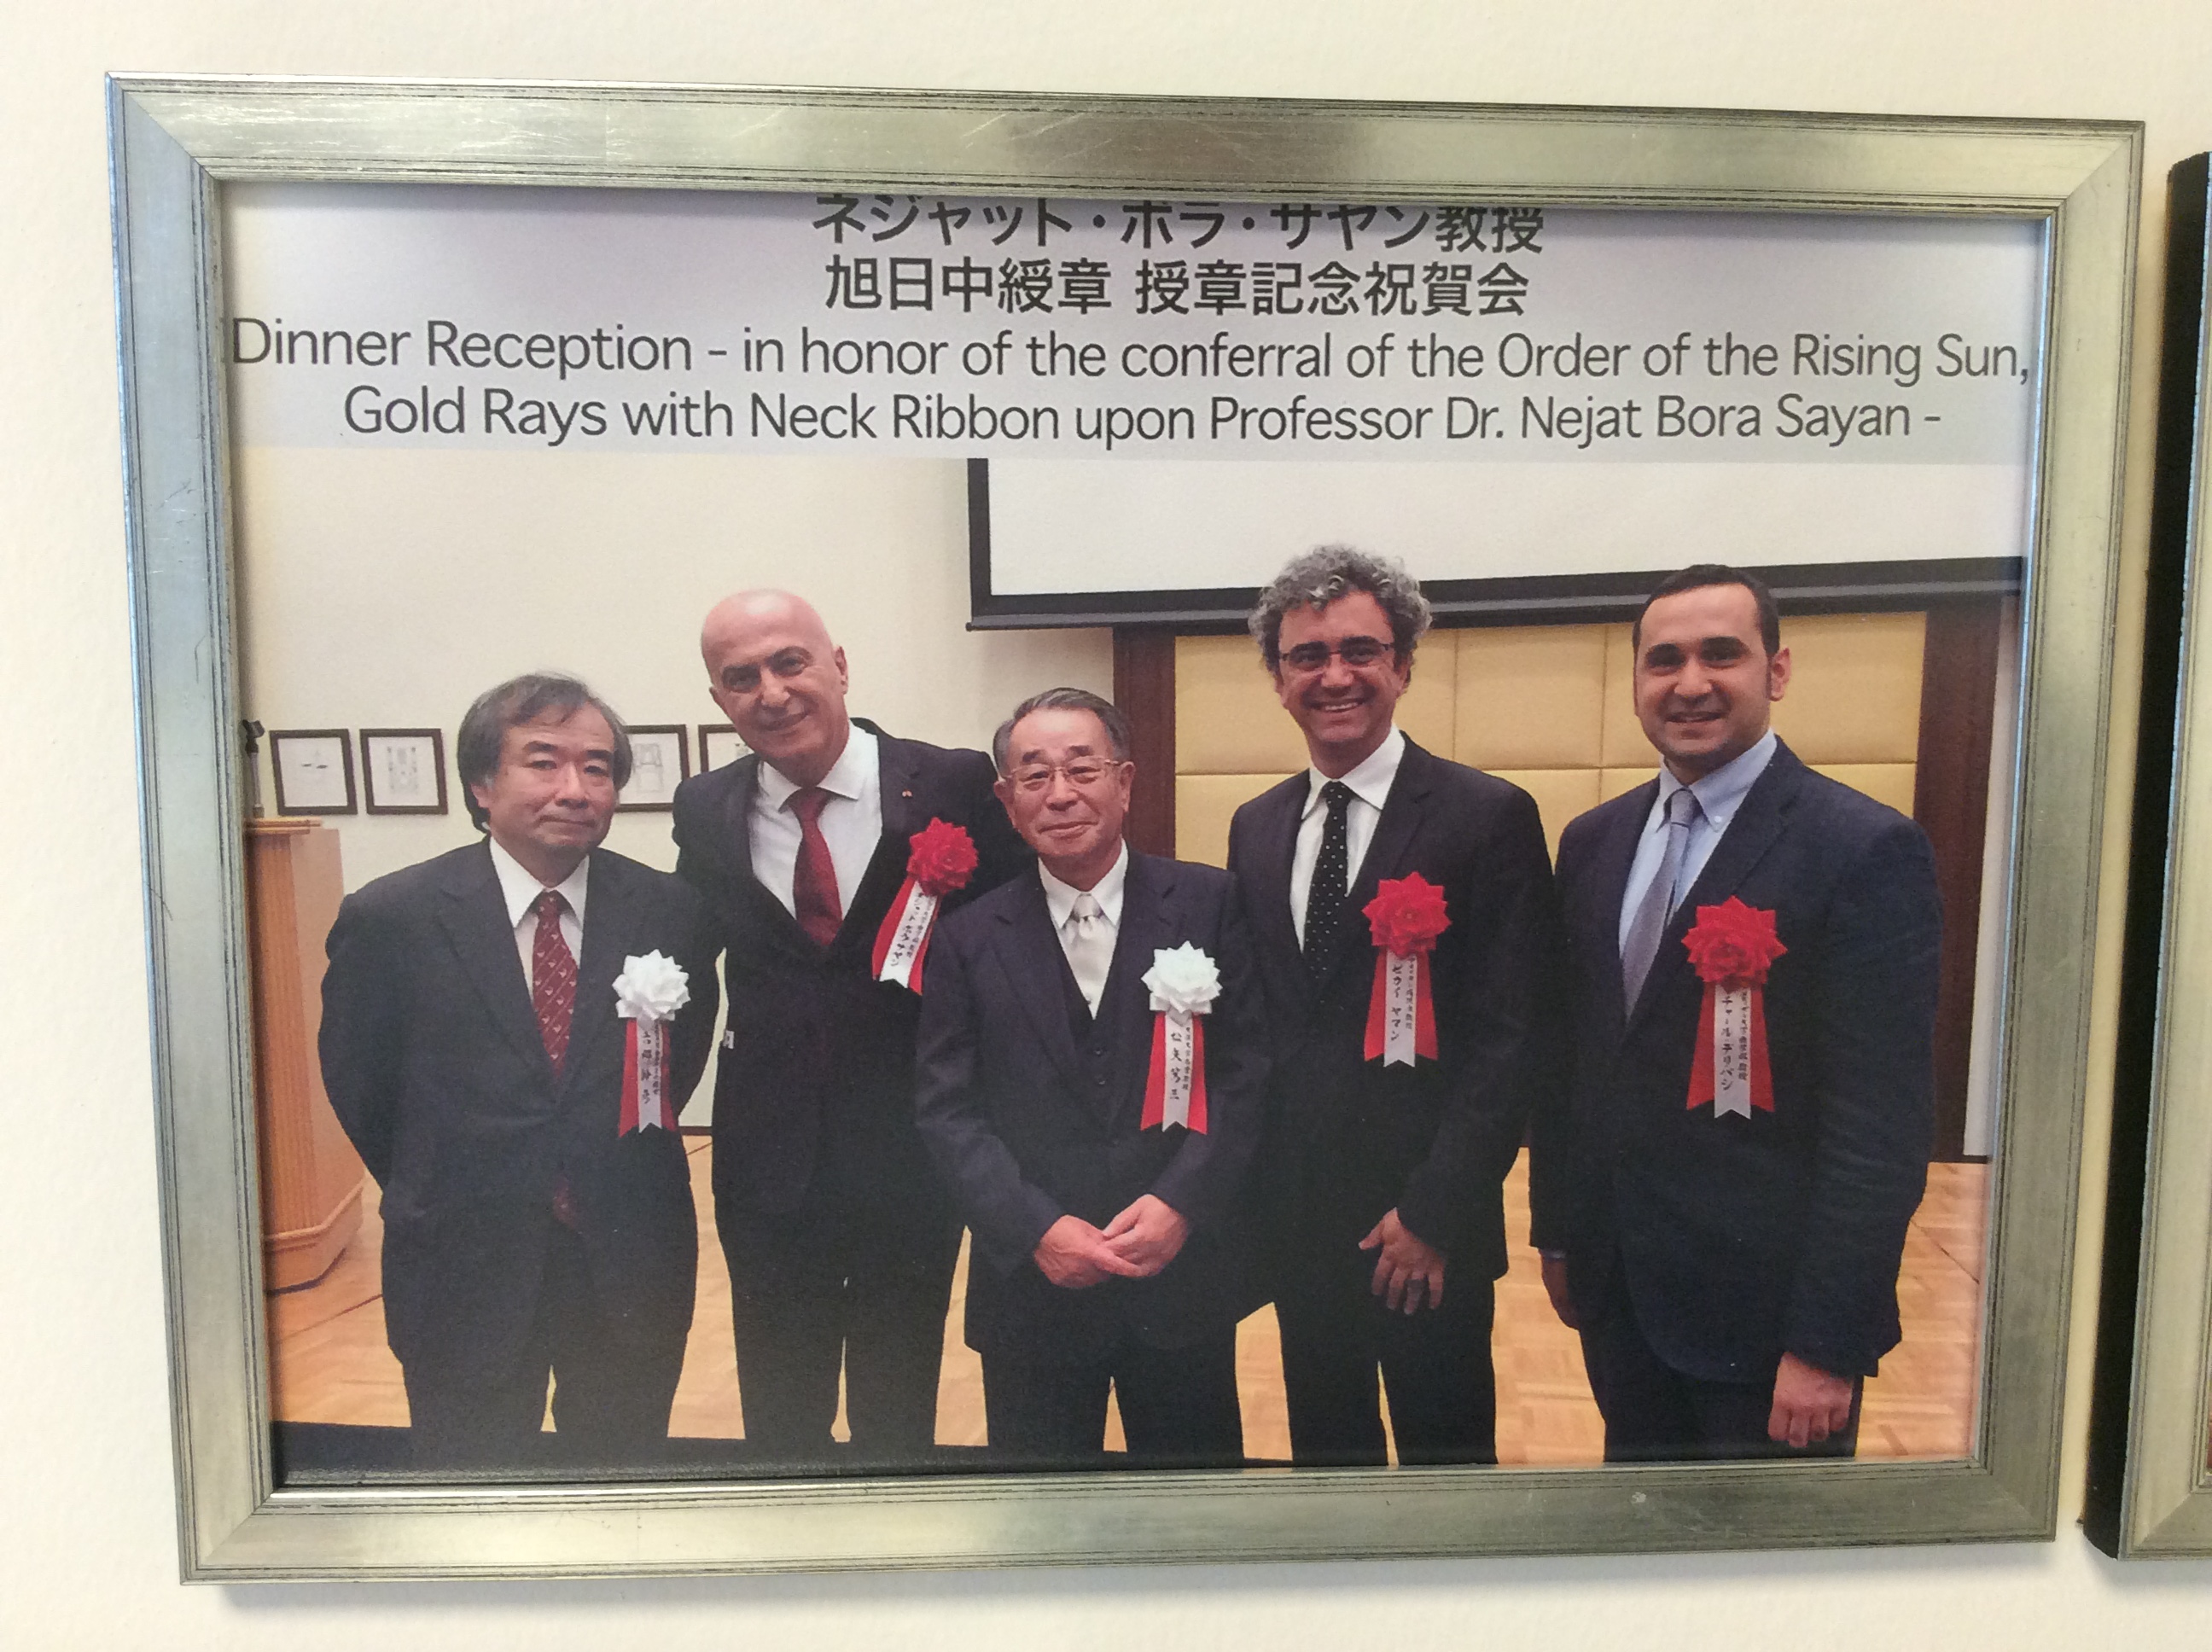 ネジャット・ボラ・サヤン教授
旭日中綬章 授章記念祝賀会
Dinner Reception - in honor of the conferral of the Order of the Rising Sun,
Gold Rays with Neck Ribbon upon Professor Dr. Nejat Bora Sayan -